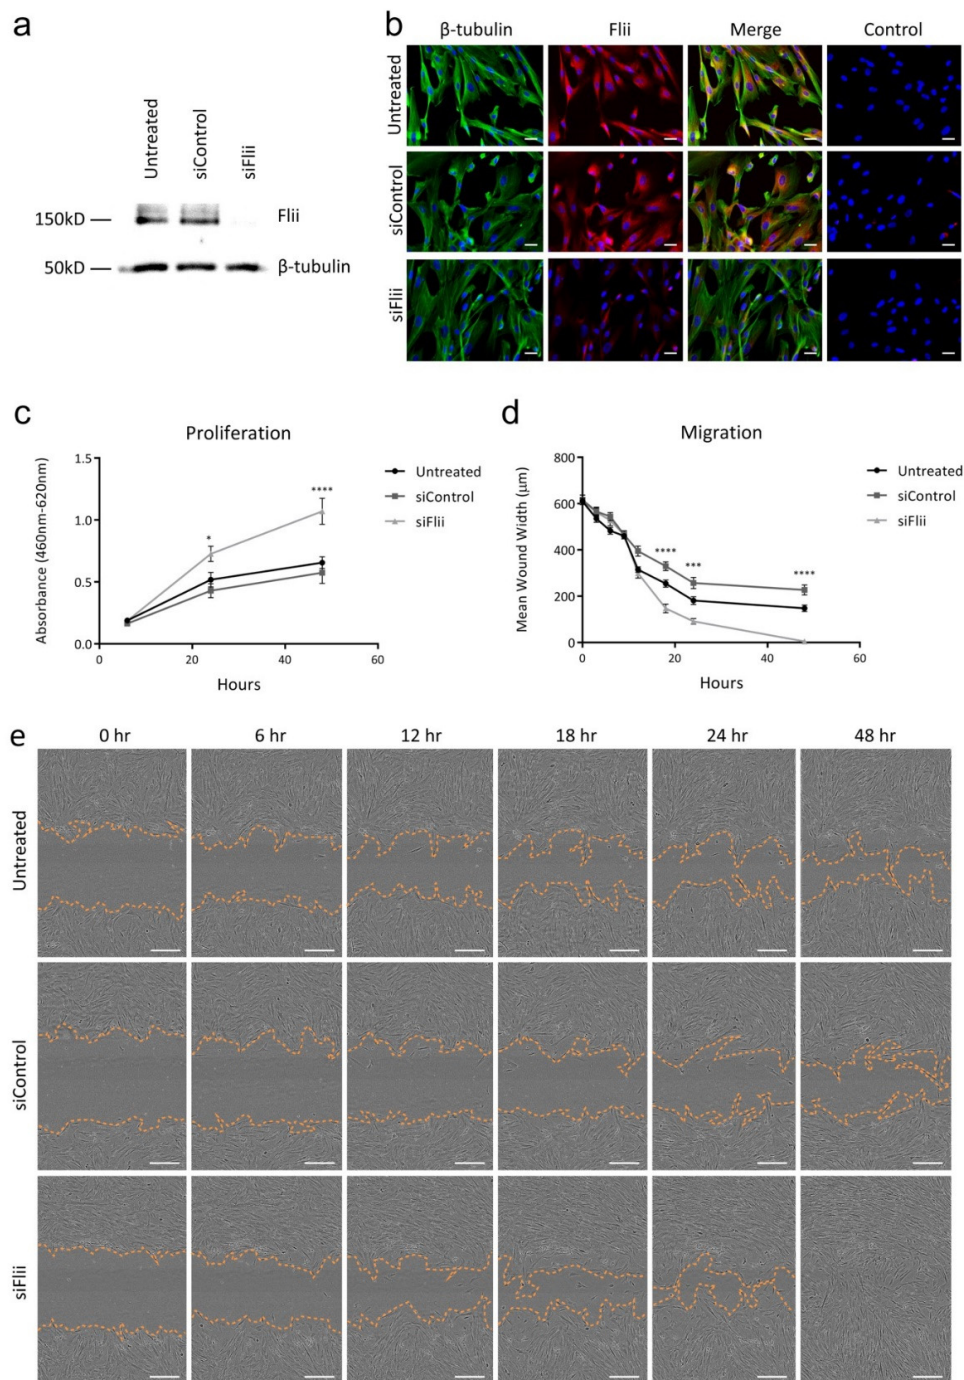 a
Untreated
siControl
siFlii
150kD
Flii
50kD
β-tubulin
b
β-tubulin Flii Merge Control
Untreated
siControl
siFlii
c
Proliferation
Absorbance (460nm-620nm)
1.5
1.0
0.5
0.0
0 20 40 60
Hours
*
****
Untreated
siControl
siFlii
d
Migration
Mean Wound Width (μm)
800
600
400
200
0
0 20 40 60
Hours
**** *** ****
Untreated
siControl
siFlii
e
0 hr 6 hr 12 hr 18 hr 24 hr 48 hr
Untreated
siControl
siFlii